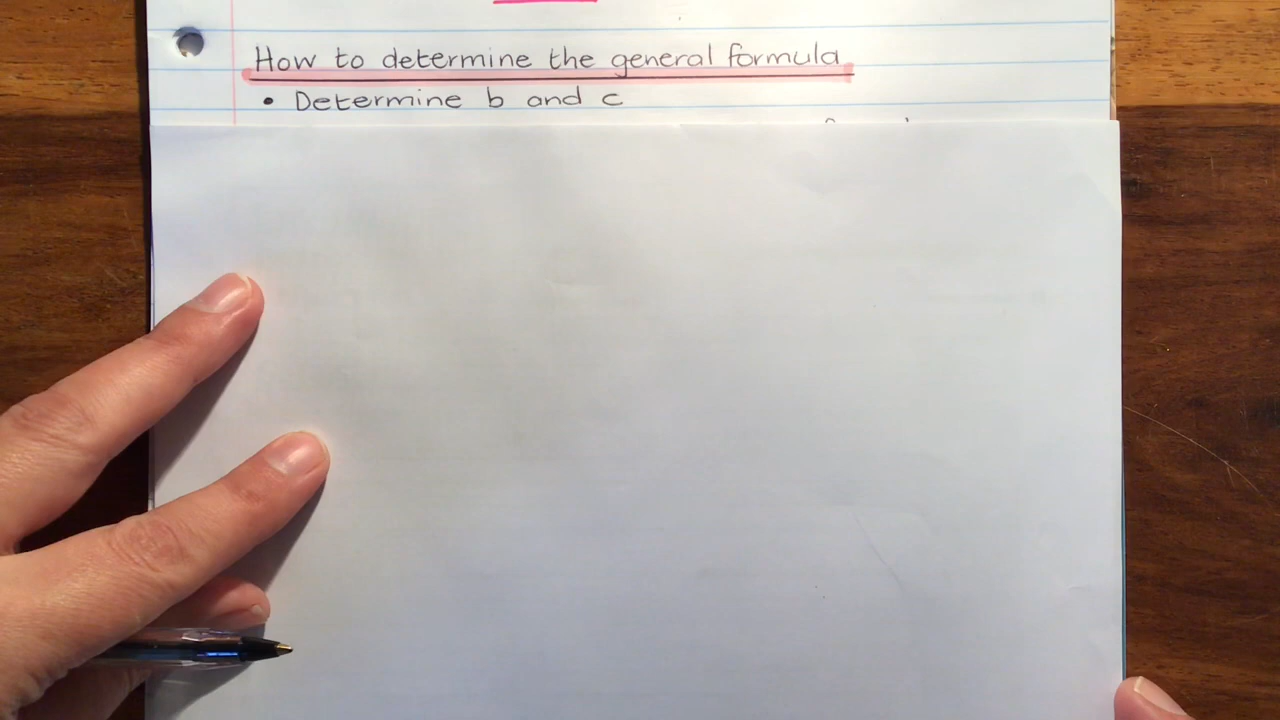 How to determine the general formula
• Determine b and c